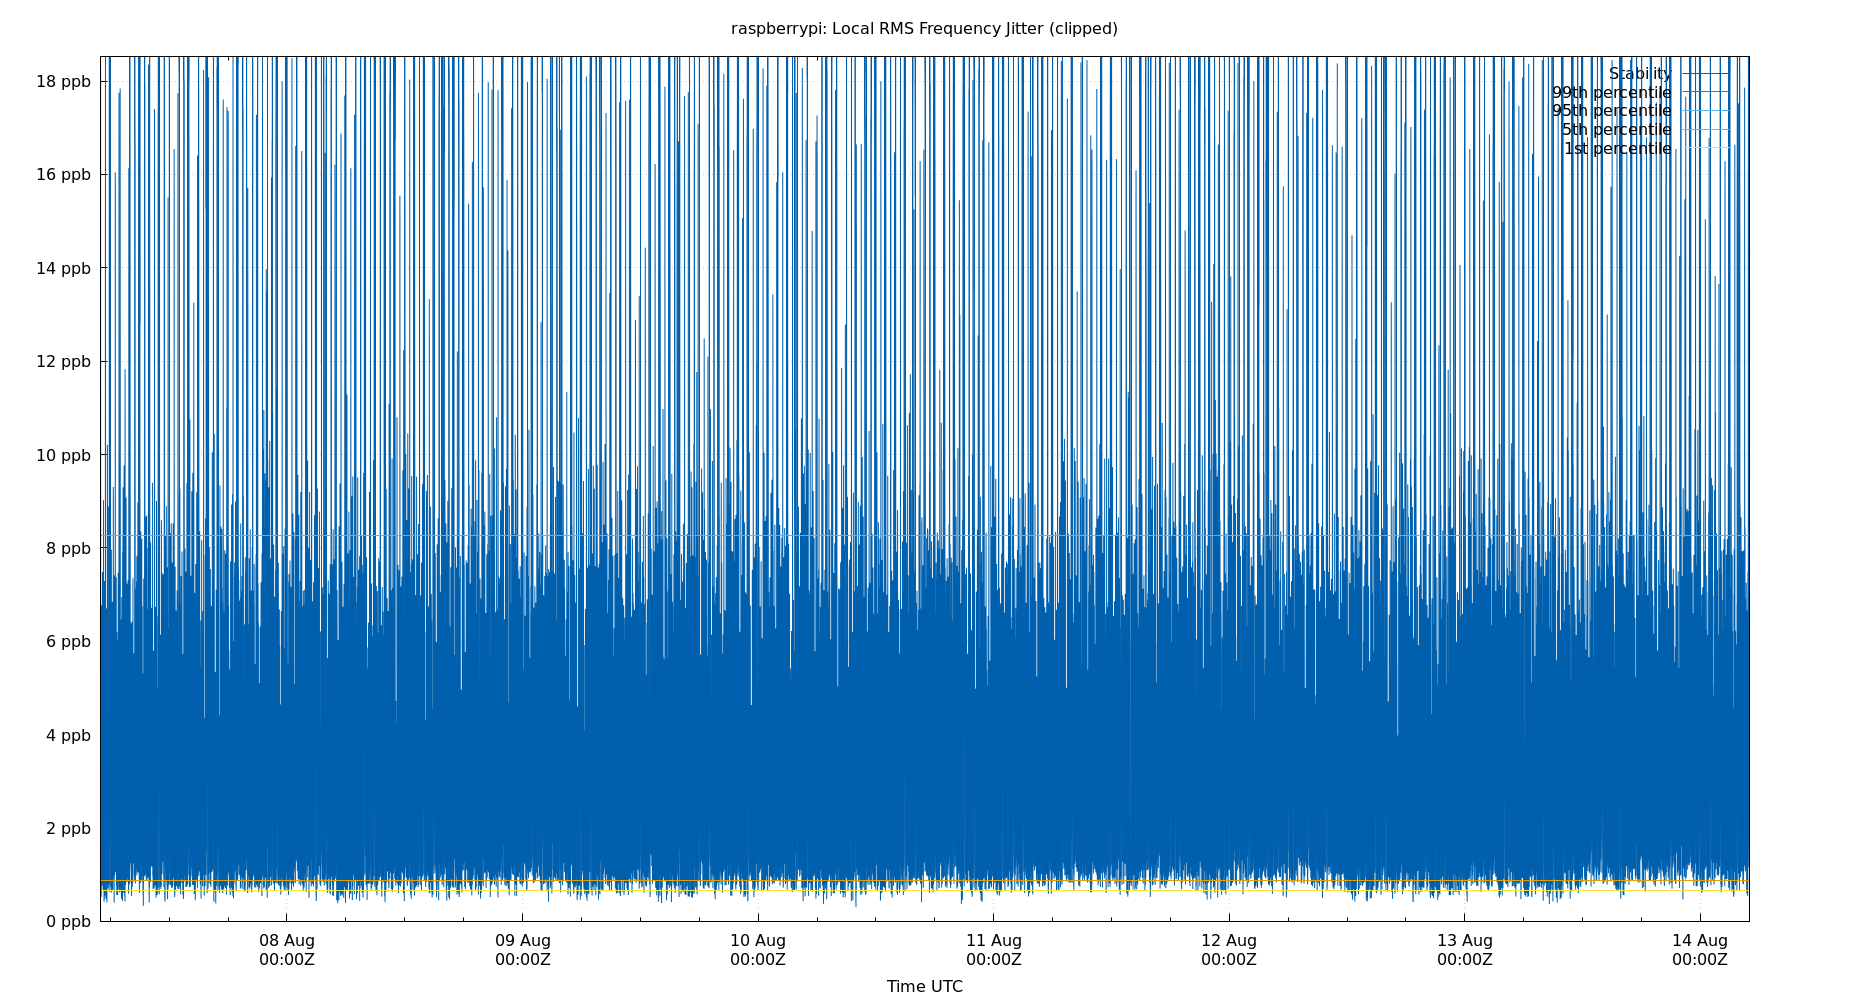 raspberrypi: Local RMS Frequency Jitter (clipped)
18 ppb
16 ppb
14 ppb
12 ppb
10 ppb
8 ppb
6 ppb
4 ppb
2 ppb
0 ppb
Stability
99th percentile
95th percentile
5th percentile
1st percentile
08 Aug
00:00Z
09 Aug
00:00Z
10 Aug
00:00Z
11 Aug
00:00Z
12 Aug
00:00Z
13 Aug
00:00Z
14 Aug
00:00Z
Time UTC